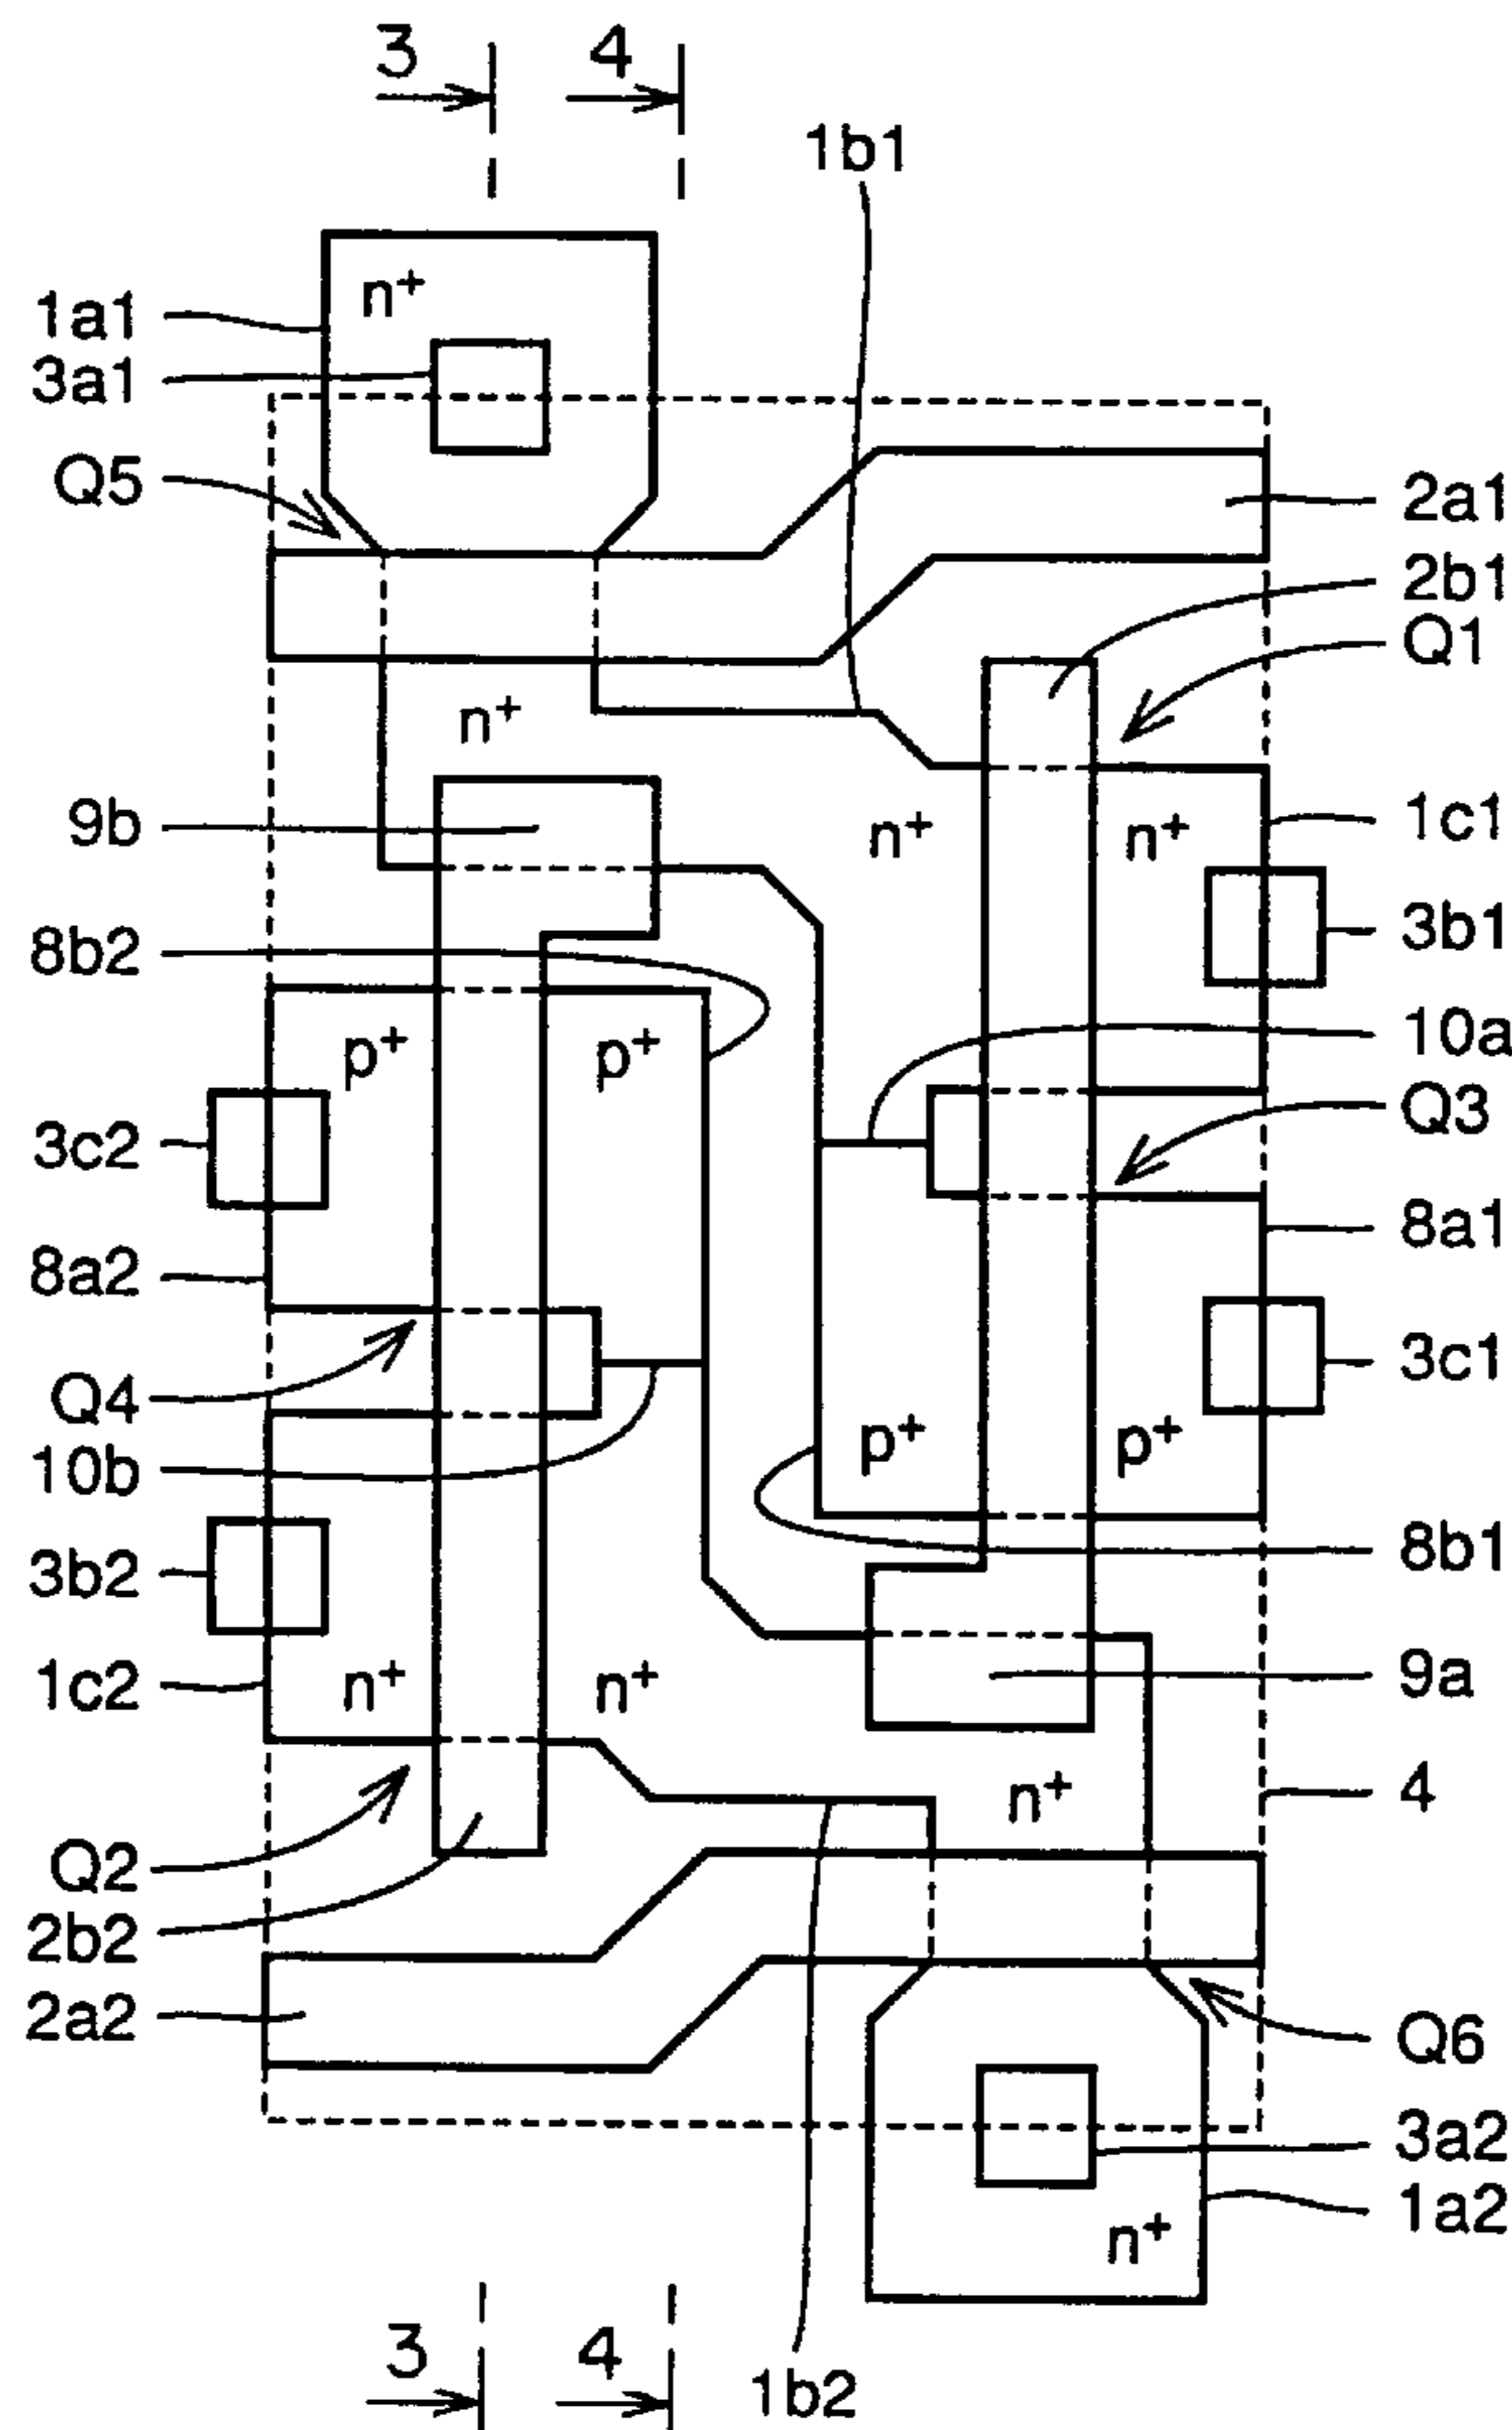 3 4
1b1
n⁺
1a1
3a1
Q5
2a1
2b1
Q1
n⁺
9b
n⁺ n⁺
1c1
8b2
3b1
p⁺ p⁺
10a
3c2
Q3
8a2
8a1
Q4
3c1
10b
p⁺ p⁺
3b2
8b1
1c2
n⁺ n⁺
9a
n⁺
4
Q2
2b2
2a2
Q6
3a2
1a2
n⁺
3 4
1b2